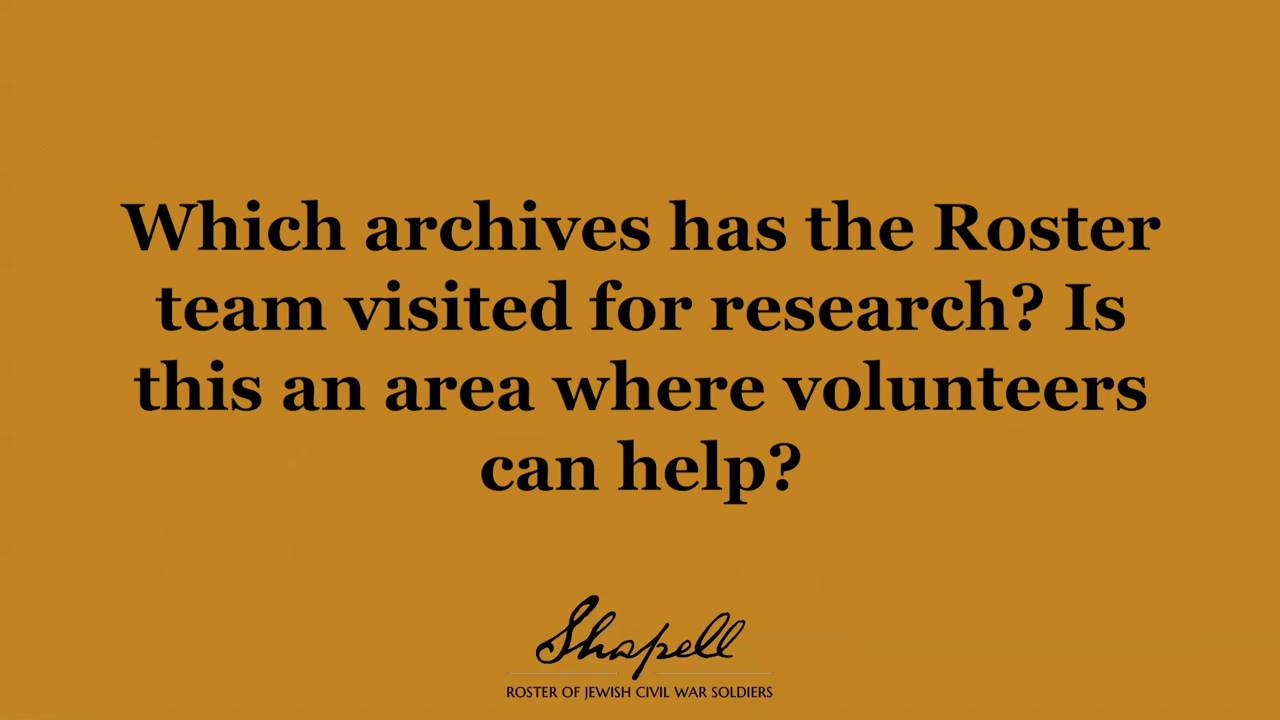 Which archives has the Roster
team visited for research? Is
this an area where volunteers
can help?
Shapell
ROSTER OF JEWISH CIVIL WAR SOLDIERS